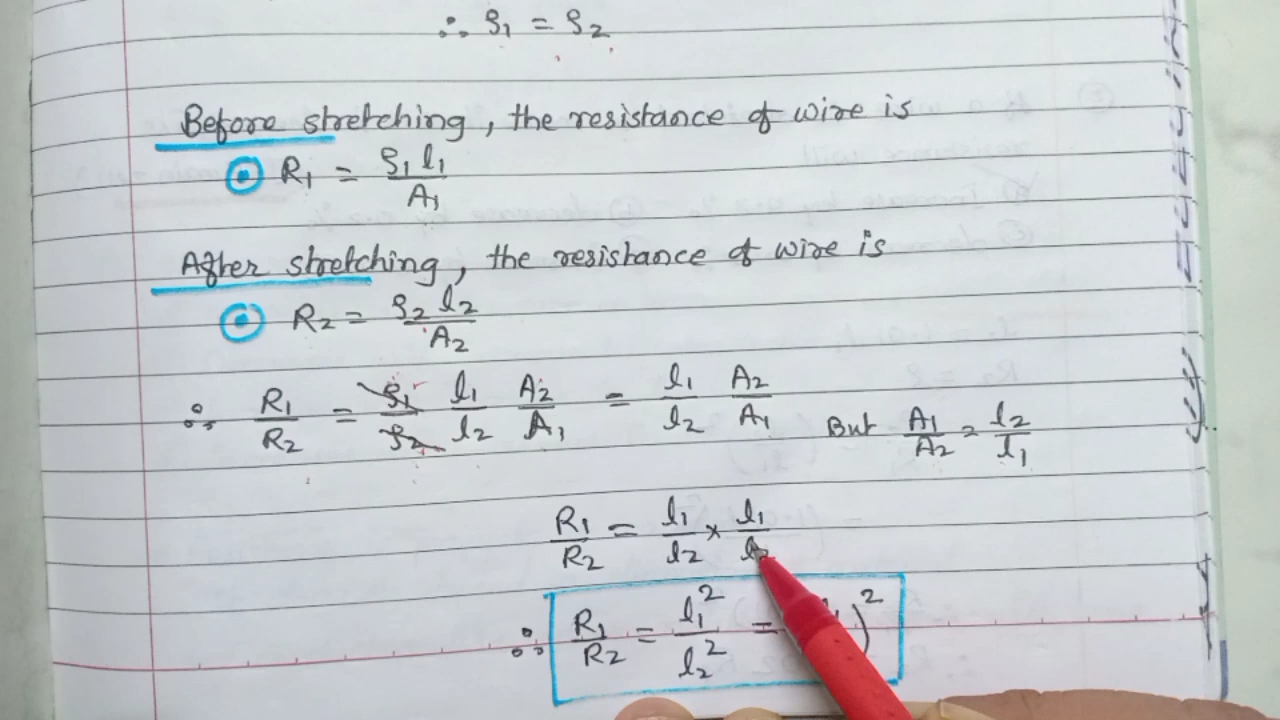 ∴ ρ₁ = ρ₂
Before stretching, the resistance of wire is
R₁ = ρ₁ l₁ / A₁
After stretching, the resistance of wire is
R₂ = ρ₂ l₂ / A₂
∴ R₁/R₂ = ρ₁/ρ₂ l₁/l₂ A₂/A₁ = l₁/l₂ A₂/A₁ But A₁/A₂ = l₂/l₁
R₁/R₂ = l₁/l₂ × l₁/l
∴ R₁/R₂ = l₁²/l₂² = )²